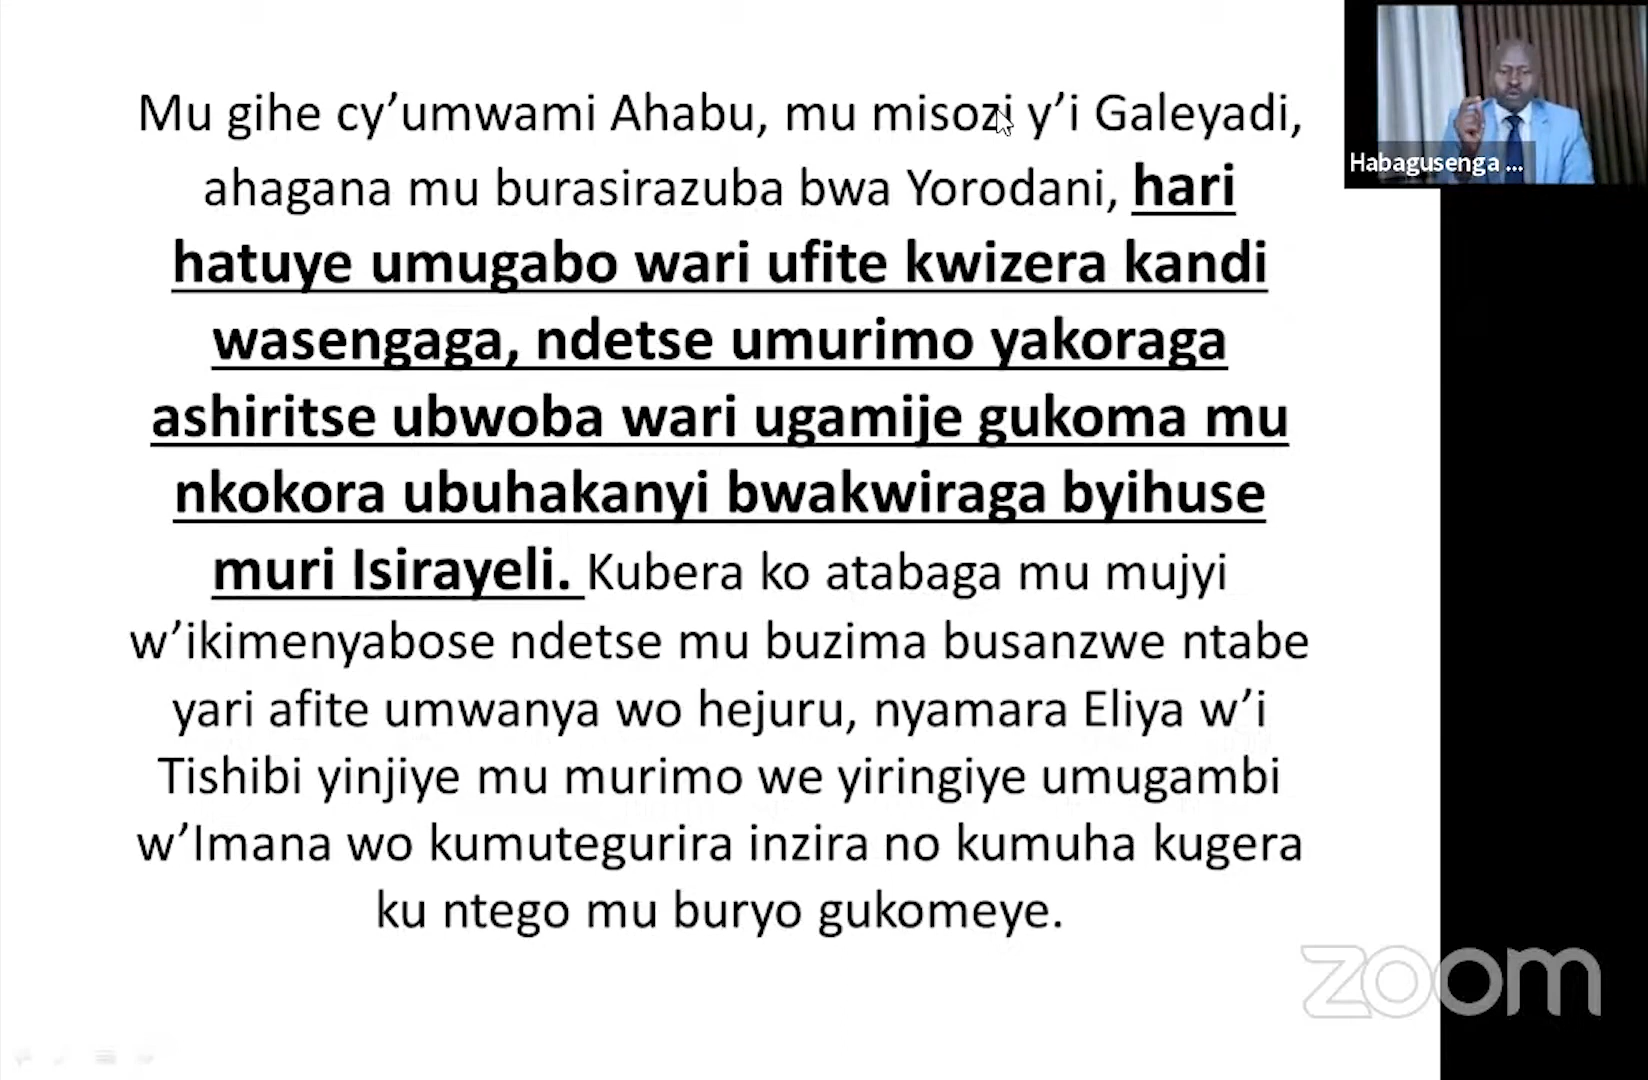 Mu gihe cy’umwami Ahabu, mu misozi y’i Galeyadi,
ahagana mu burasirazuba bwa Yorodani, hari
hatuye umugabo wari ufite kwizera kandi
wasengaga, ndetse umurimo yakoraga
ashiritse ubwoba wari ugamije gukoma mu
nkokora ubuhakanyi bwakwiraga byihuse
muri Isirayeli. Kubera ko atabaga mu mujyi
w’ikimenyabose ndetse mu buzima busanzwe ntabe
yari afite umwanya wo hejuru, nyamara Eliya w’i
Tishibi yinjiye mu murimo we yiringiye umugambi
w’Imana wo kumutegurira inzira no kumuha kugera
ku ntego mu buryo gukomeye.
Habagusenga ...
zoom